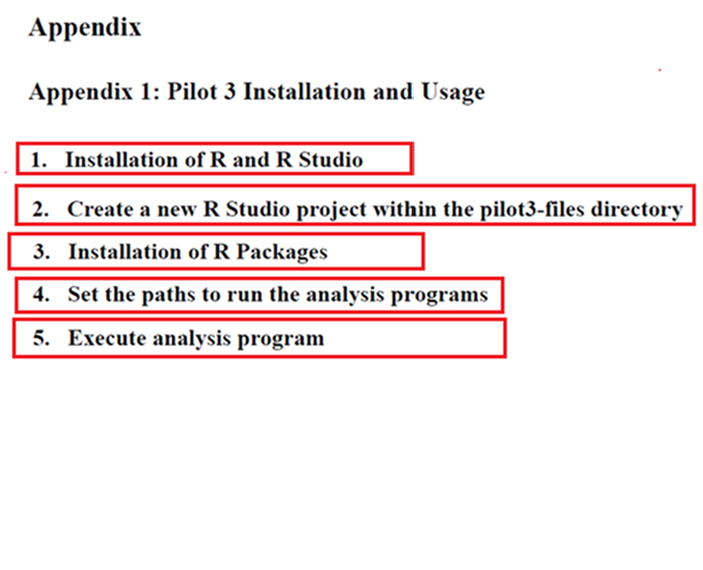 Appendix
Appendix 1: Pilot 3 Installation and Usage
1. Installation of R and R Studio
2. Create a new R Studio project within the pilot3-files directory
3. Installation of R Packages
4. Set the paths to run the analysis programs
5. Execute analysis program